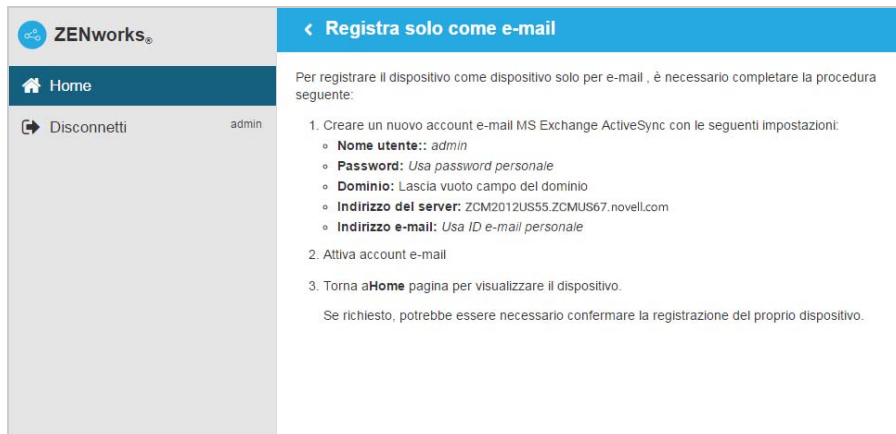 ZENworks®
Home
Disconnetti admin
Registra solo come e-mail
Per registrare il dispositivo come dispositivo solo per e-mail , è necessario completare la procedura
seguente:
1. Creare un nuovo account e-mail MS Exchange ActiveSync con le seguenti impostazioni:
Nome utente:: admin
Password: Usa password personale
Dominio: Lascia vuoto campo del dominio
Indirizzo del server: ZCM2012US55.ZCMUS67.novell.com
Indirizzo e-mail: Usa ID e-mail personale
2. Attiva account e-mail
3. Torna aHome pagina per visualizzare il dispositivo.
Se richiesto, potrebbe essere necessario confermare la registrazione del proprio dispositivo.